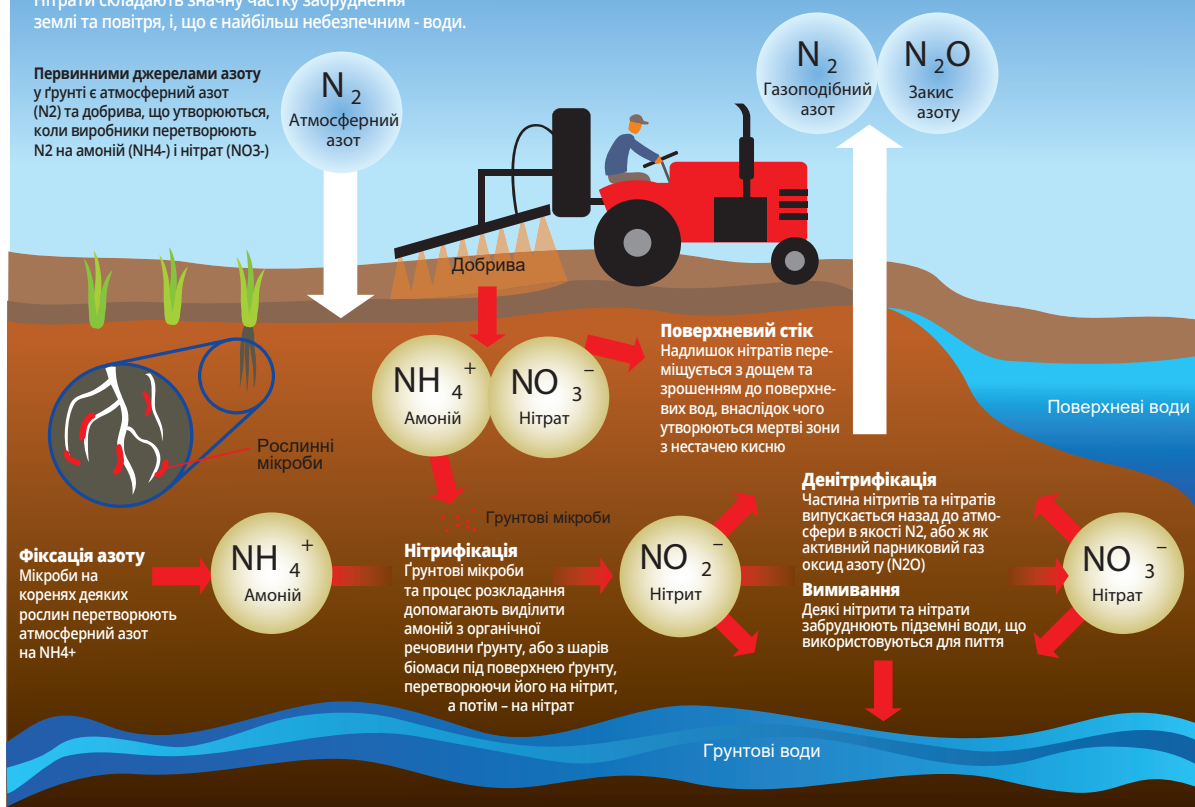 Нітрати складають значну частку забруднення
землі та повітря, і, що є найбільш небезпечним - води.
Первинними джерелами азоту
у ґрунті є атмосферний азот
(N2) та добрива, що утворюються,
коли виробники перетворюють
N2 на амоній (NH4-) і нітрат (NO3-)
N 2
Атмосферний
азот
N 2
Газоподібний
азот
N 2O
Закис
азоту
Добрива
NH 4 +
Амоній
NO 3 −
Нітрат
Поверхневий стік
Надлишок нітратів пере-
міщується з дощем та
зрошенням до поверхне-
вих вод, внаслідок чого
утворюються мертві зони
з нестачею кисню
Поверхневі води
Рослинні
мікроби
Грунтові мікроби
Фіксація азоту
Мікроби на
коренях деяких
рослин перетворюють
атмосферний азот
на NH4+
NH 4 +
Амоній
Нітрифікація
Ґрунтові мікроби
та процес розкладання
допомагають виділити
амоній з органічної
речовини ґрунту, або з шарів
біомаси під поверхнею ґрунту,
перетворюючи його на нітрит,
а потім – на нітрат
NO 2 −
Нітрит
Денітрифікація
Частина нітритів та нітратів
випускається назад до атмо-
сфери в якості N2, або ж як
активний парниковий газ
оксид азоту (N2O)
Вимивання
Деякі нітрити та нітрати
забруднюють підземні води, що
використовуються для пиття
NO 3 −
Нітрат
Грунтові води